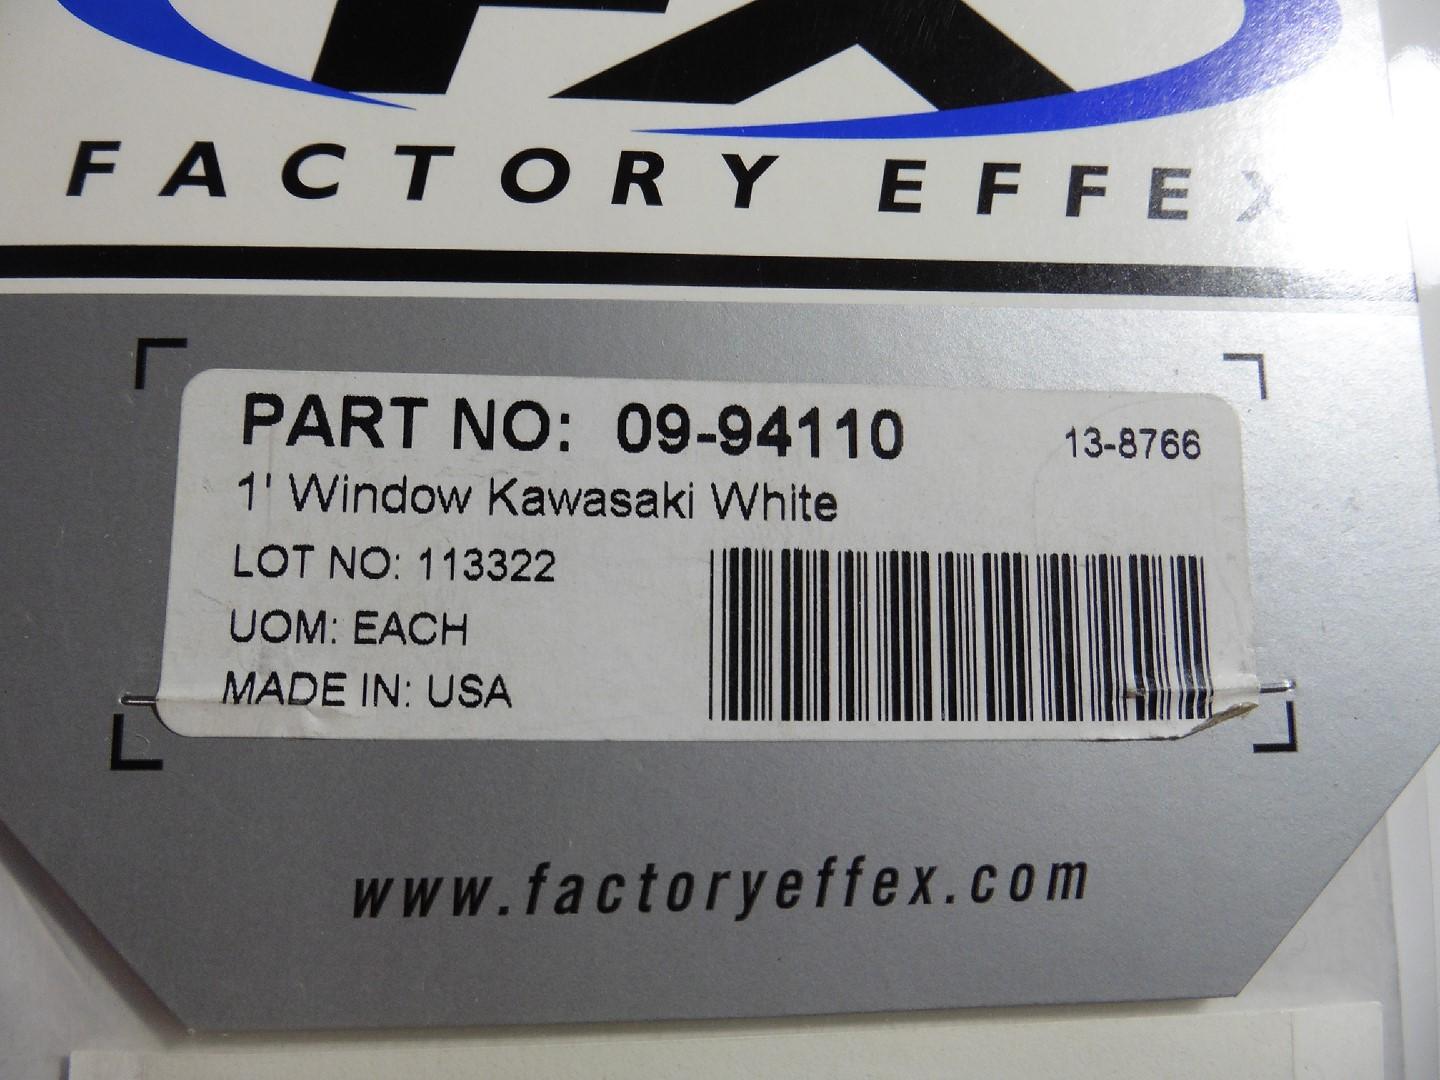 FX
FACTORY EFFEX
PART NO: 09-94110 13-8766
1' Window Kawasaki White
LOT NO: 113322
UOM: EACH
MADE IN: USA
www.factoryeffex.com